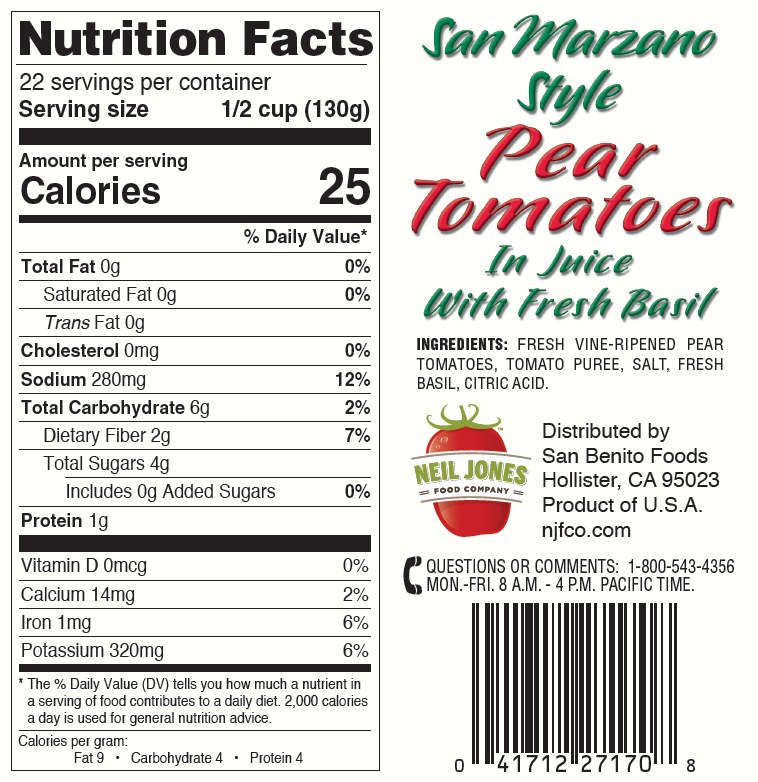 Nutrition Facts
22 servings per container
Serving size 1/2 cup (130g)
Amount per serving
Calories 25
% Daily Value*
Total Fat 0g 0%
Saturated Fat 0g 0%
Trans Fat 0g
Cholesterol 0mg 0%
Sodium 280mg 12%
Total Carbohydrate 6g 2%
Dietary Fiber 2g 7%
Total Sugars 4g
Includes 0g Added Sugars 0%
Protein 1g
Vitamin D 0mcg 0%
Calcium 14mg 2%
Iron 1mg 6%
Potassium 320mg 6%
* The % Daily Value (DV) tells you how much a nutrient in
a serving of food contributes to a daily diet. 2,000 calories
a day is used for general nutrition advice.
Calories per gram:
Fat 9 • Carbohydrate 4 • Protein 4
San Marzano
Style
Pear
Tomatoes
In Juice
With Fresh Basil
INGREDIENTS: FRESH VINE-RIPENED PEAR
TOMATOES, TOMATO PUREE, SALT, FRESH
BASIL, CITRIC ACID.
NEIL JONES
FOOD COMPANY
™
Distributed by
San Benito Foods
Hollister, CA 95023
Product of U.S.A.
njfco.com
QUESTIONS OR COMMENTS: 1-800-543-4356
MON.-FRI. 8 A.M. - 4 P.M. PACIFIC TIME.
0 41712 27170 8